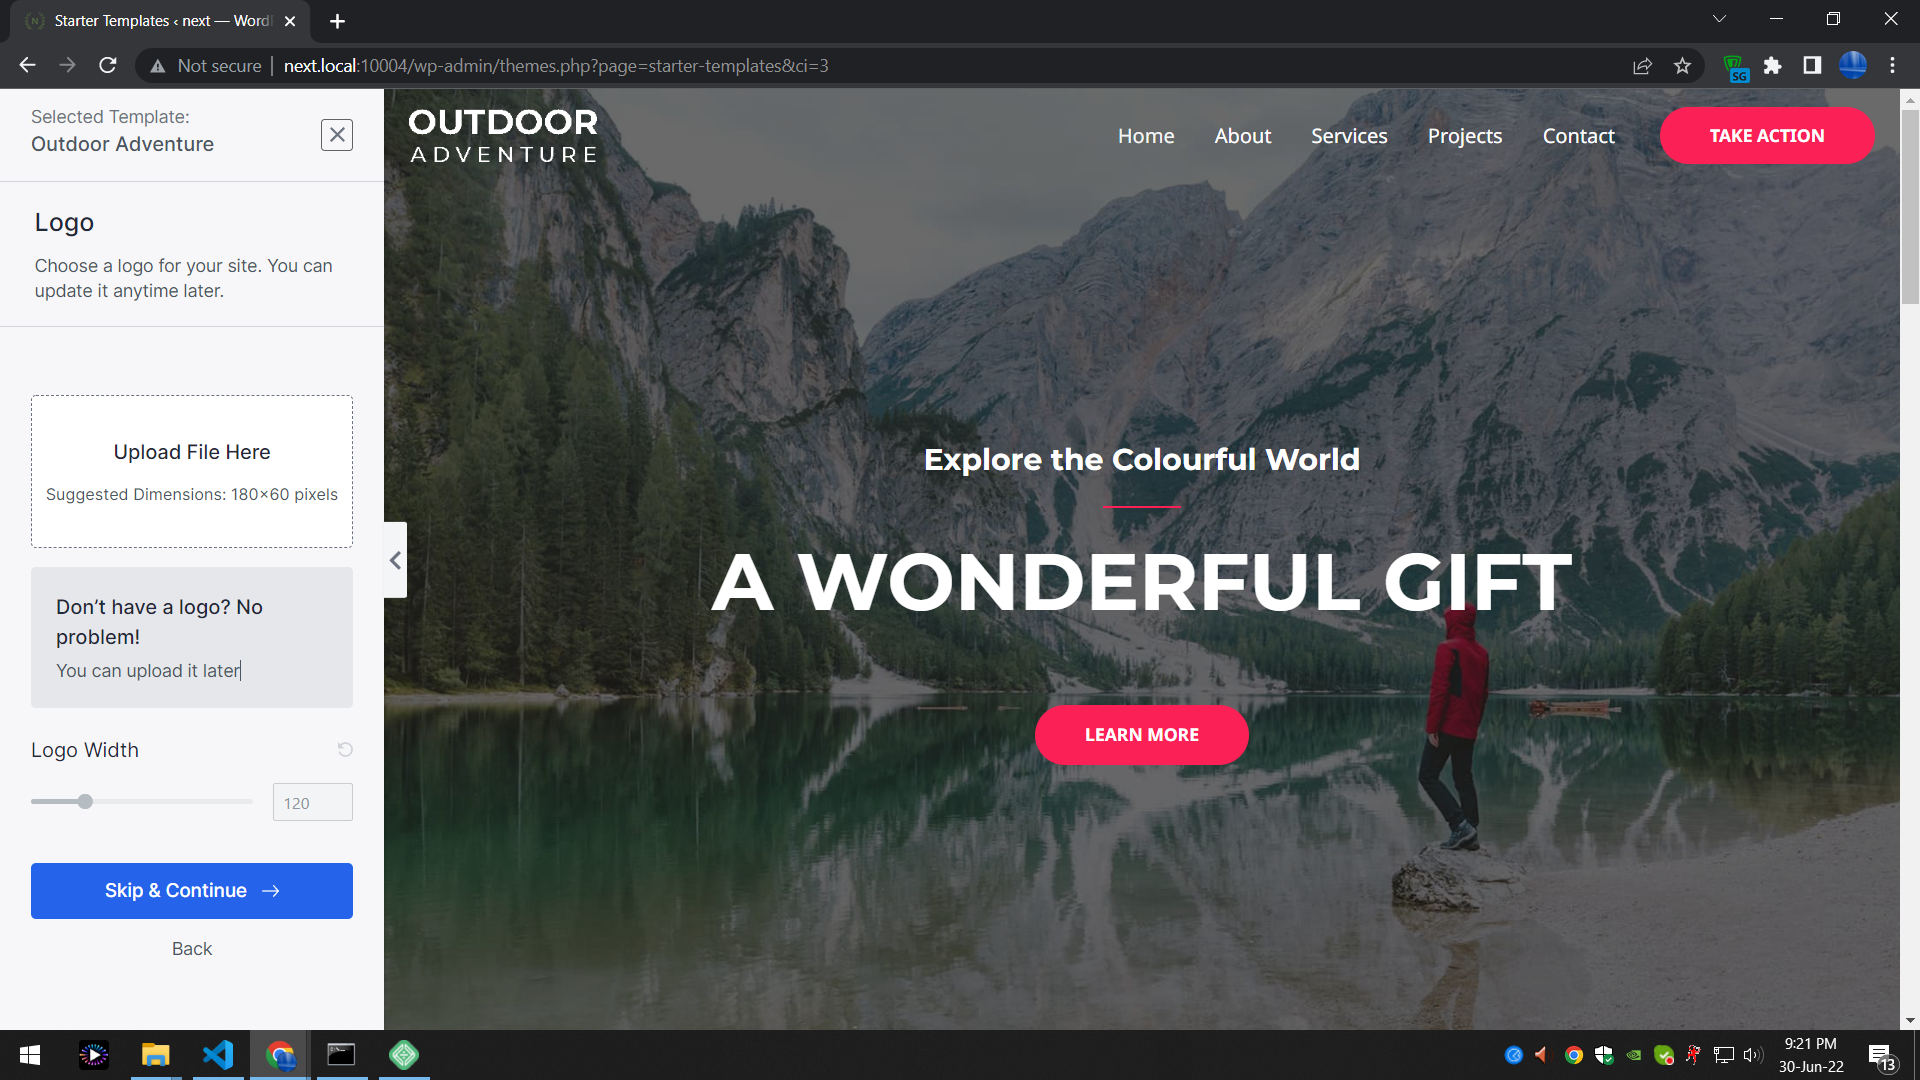 Starter Templates ‹ next — Word
Not secure
next.local:10004/wp-admin/themes.php?page=starter-templates&ci=3
SG
Selected Template:
Outdoor Adventure
Logo
Choose a logo for your site. You can
update it anytime later.
Upload File Here
Suggested Dimensions: 180×60 pixels
Don’t have a logo? No
problem!
You can upload it later
Logo Width
120
Skip & Continue
Back
OUTDOOR
ADVENTURE
Home About Services Projects Contact TAKE ACTION
Explore the Colourful World
A WONDERFUL GIFT
LEARN MORE
9:21 PM
30-Jun-22
13